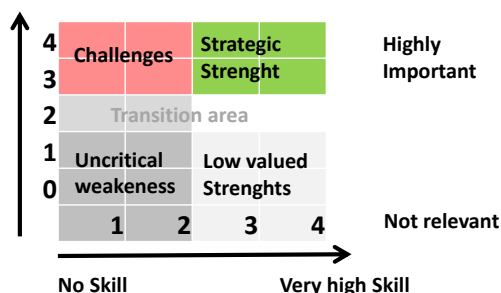 4 Challenges Strategic Highly
3 Strenght Important
2 Transition area
1 Uncritical Low valued
0 weakness Strenghts
1 2 3 4 Not relevant
No Skill Very high Skill